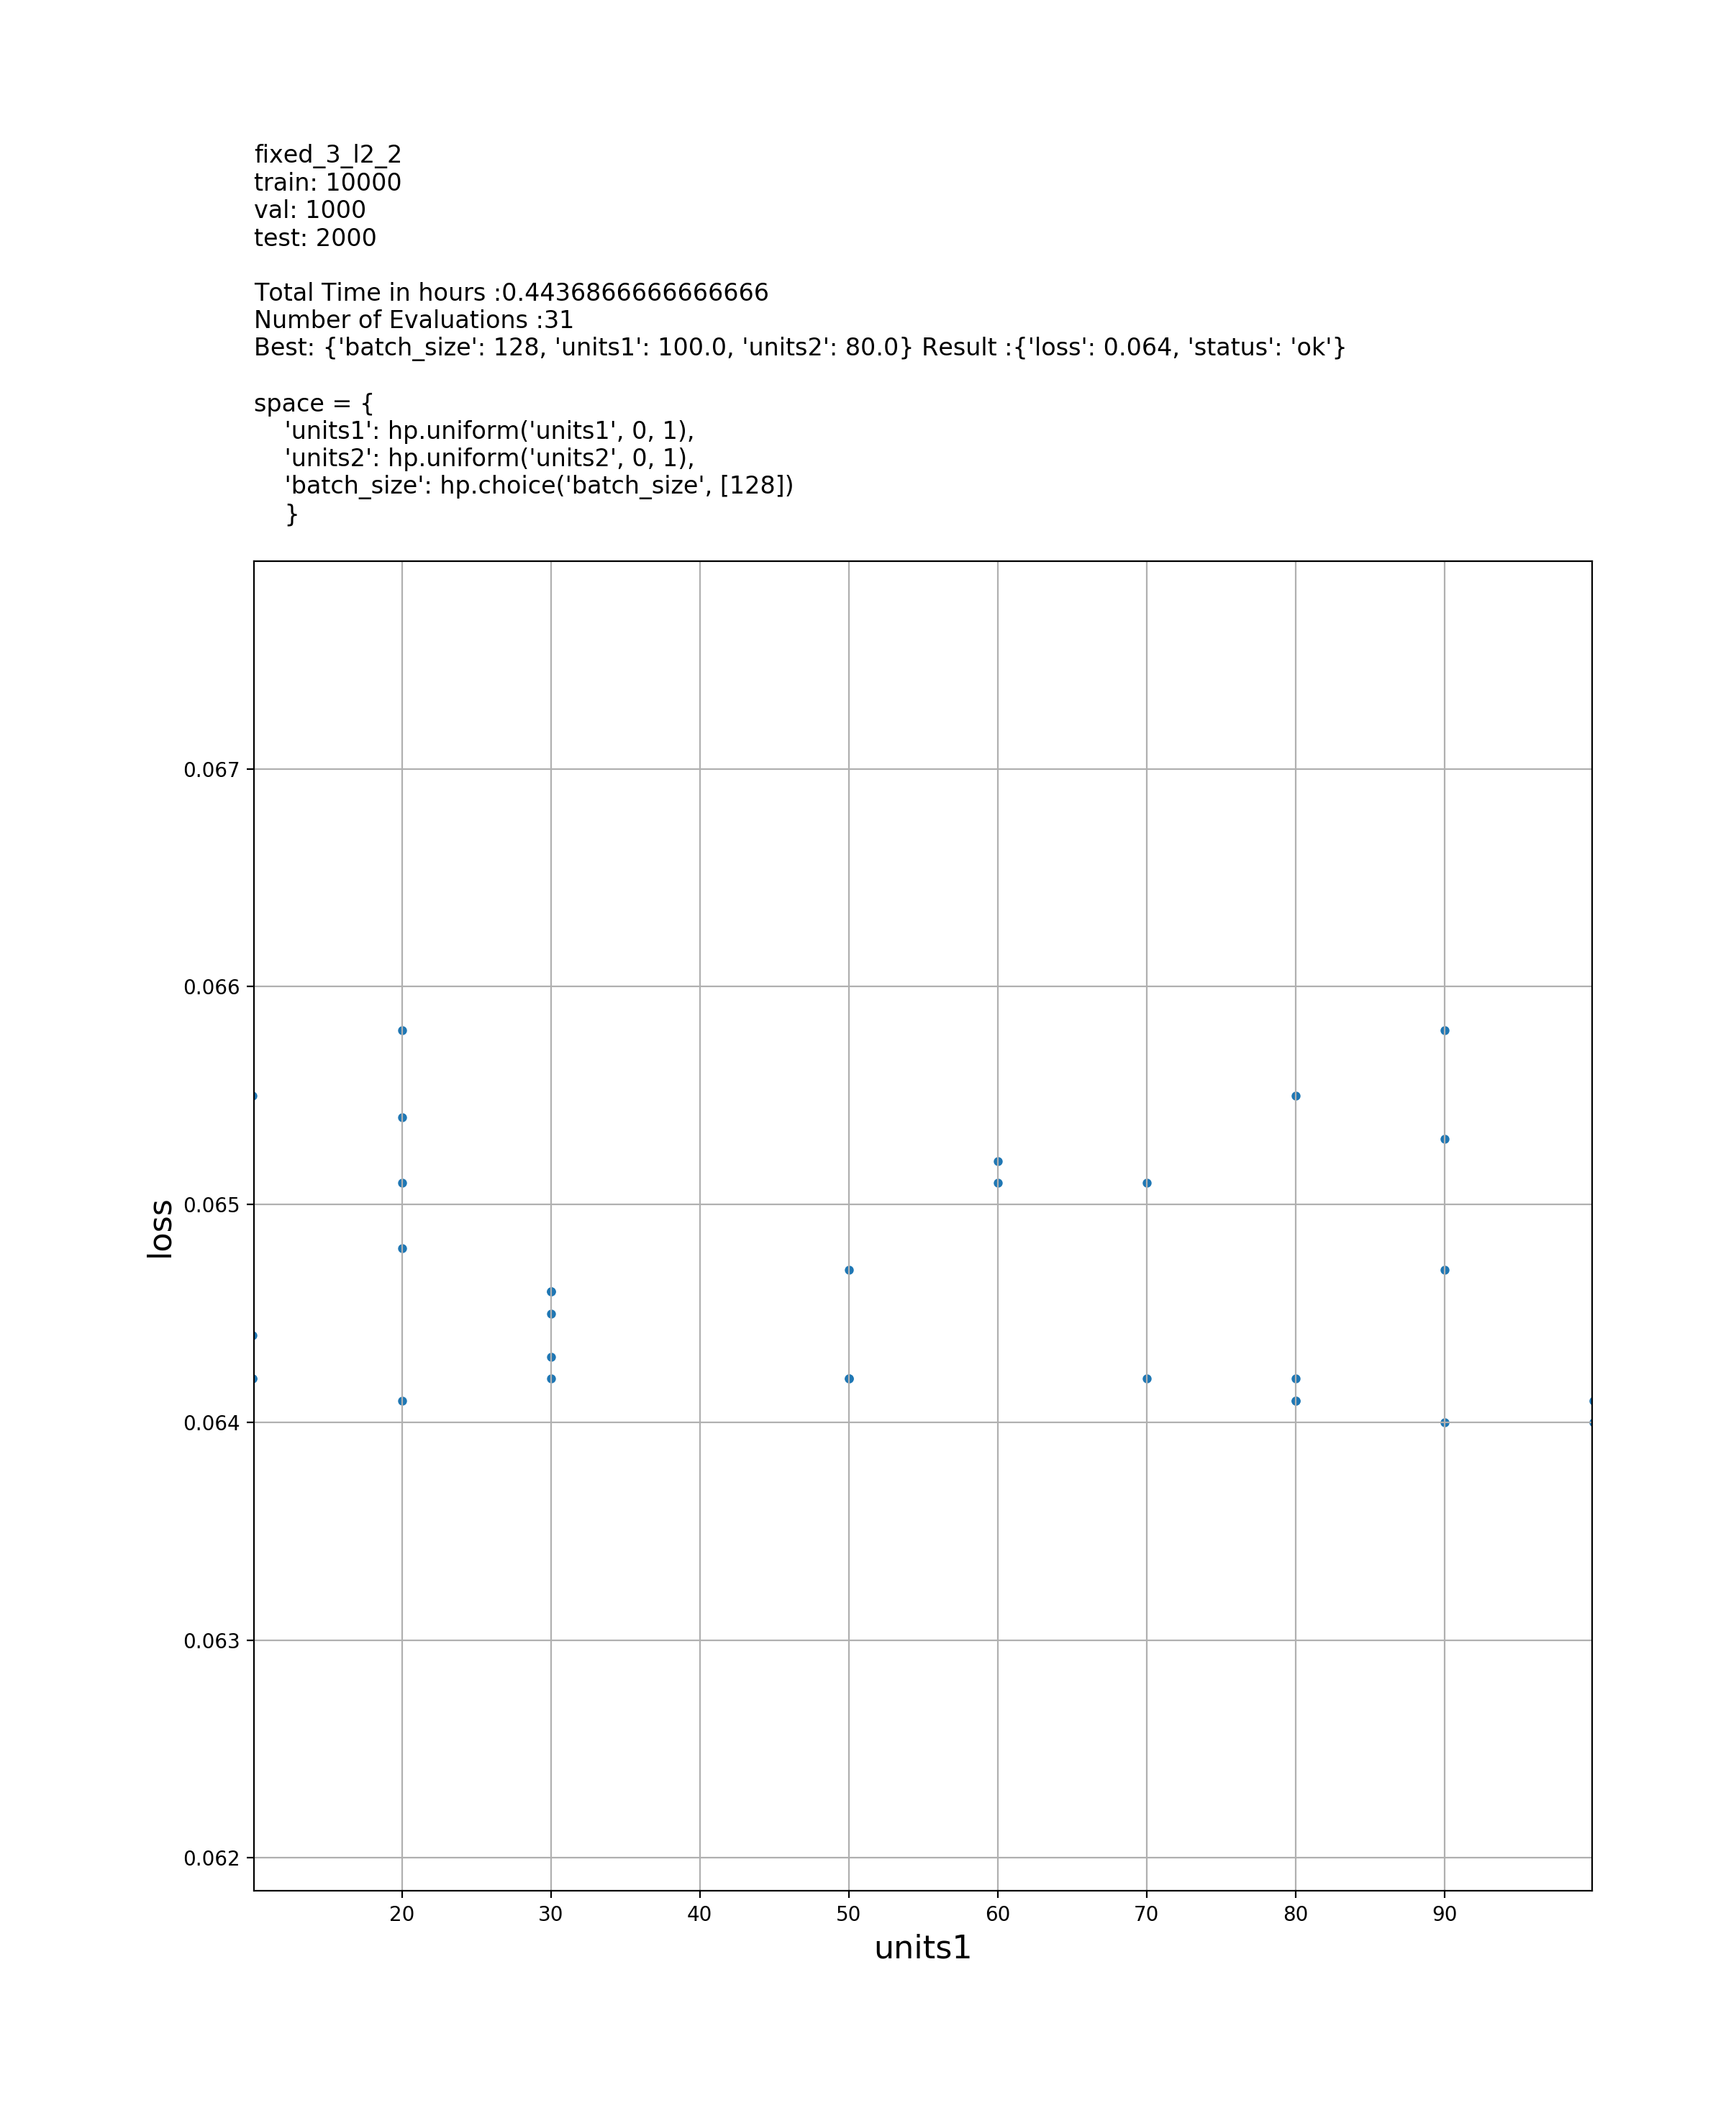 fixed_3_l2_2
train: 10000
val: 1000
test: 2000
Total Time in hours :0.4436866666666666
Number of Evaluations :31
Best: {'batch_size': 128, 'units1': 100.0, 'units2': 80.0} Result :{'loss': 0.064, 'status': 'ok'}
space = {
'units1': hp.uniform('units1', 0, 1),
'units2': hp.uniform('units2', 0, 1),
'batch_size': hp.choice('batch_size', [128])
}
0.067
0.066
0.065
0.064
0.063
0.062
loss
20 30 40 50 60 70 80 90
units1